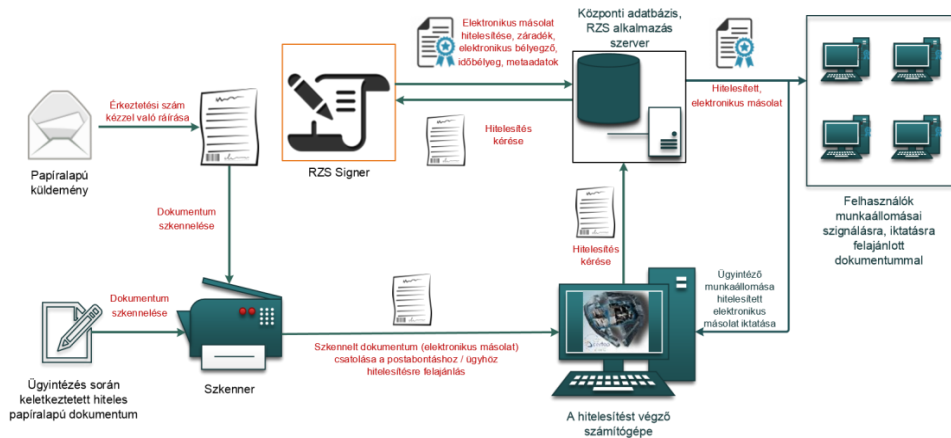 Elektronikus másolat
hitelesítése, záradék,
elektronikus bélyegző,
időbélyeg, metaadatok
Központi adatbázis,
RZS alkalmazás
szerver
Érkeztetési szám
kézzel való ráírása
Hitelesített,
elektronikus másolat
Hitelesítés
kérése
Papíralapú
küldemény
RZS Signer
Felhasználók
munkaállomásai
szignálásra, iktatásra
felajánlott
dokumentummal
Dokumentum
szkennelése
Hitelesítés
kérése
Ügyintéző
munkaállomása
hitelesített
elektronikus
másolat iktatása
Dokumentum
szkennelése
Szkennelt dokumentum (elektronikus másolat)
csatolása a postabontáshoz / ügyhöz
hitelesítésre felajánlás
Szkenner
Ügyintézés során
keletkeztetett hiteles
papíralapú dokumentum
A hitelesítést végző
számítógépe